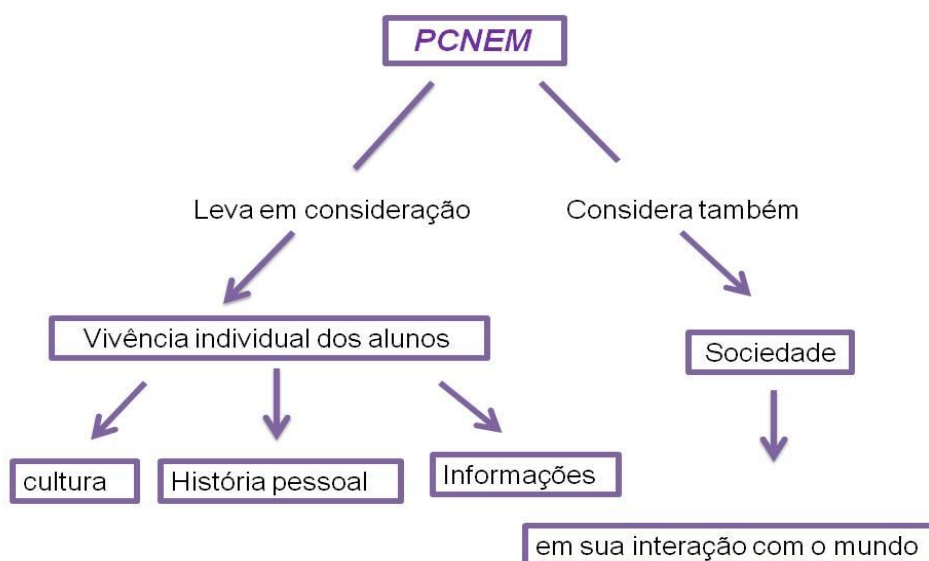 PCNEM
Leva em consideração
Considera também
Vivência individual dos alunos
Sociedade
cultura
História pessoal
Informações
em sua interação com o mundo